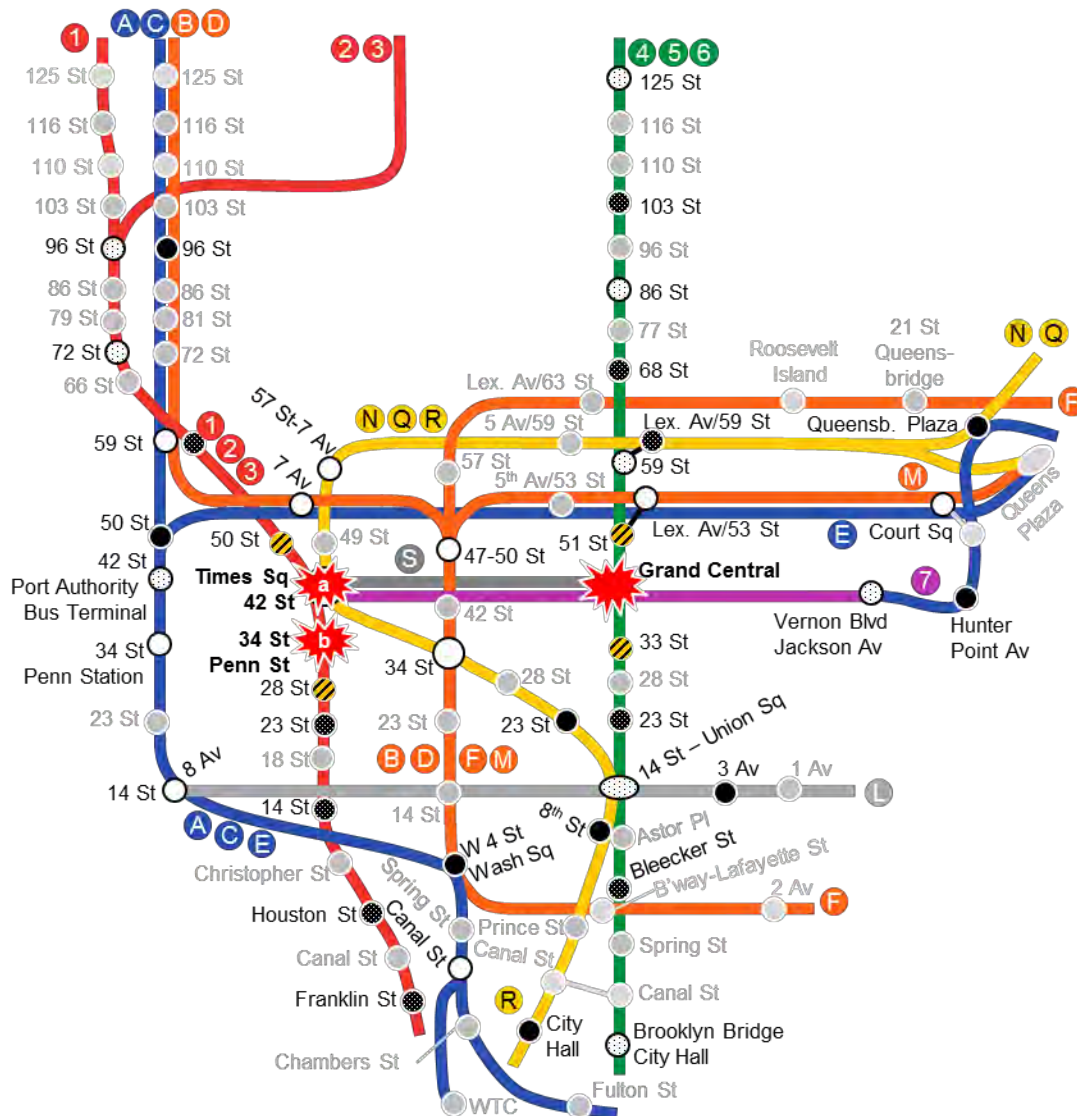 1
A C B D
2 3
4 5 6
125 St
125 St
125 St
116 St
116 St
116 St
110 St
110 St
110 St
103 St
103 St
103 St
96 St
96 St
96 St
86 St
86 St
86 St
79 St
81 St
77 St
72 St
72 St
68 St
66 St
21 St
Queens-
bridge
Roosevelt
Island
N Q
F
Lex. Av/63 St
57 St-7 Av
N Q R
5 Av/59 St
Lex. Av/59 St
Queensb. Plaza
59 St
1
2
3
7 Av
57 St
59 St
5th Av/53 St
M
Queens
Plaza
50 St
50 St
49 St
47-50 St
51 St
Lex. Av/53 St
E
Court Sq
42 St
Port Authority
Bus Terminal
Times Sq
42 St
a
S
Grand Central
7
42 St
Vernon Blvd
Jackson Av
Hunter
Point Av
34 St
Penn Station
34 St
Penn St
b
34 St
33 St
28 St
28 St
28 St
23 St
23 St
23 St
23 St
23 St
18 St
B D F M
14 St – Union Sq
14 St
8 Av
14 St
14 St
3 Av
1 Av
L
A C E
8th St
Astor Pl
Christopher St
W 4 St
Wash Sq
Bleecker St
B'way-Lafayette St
2 Av
F
Houston St
Spring St
Canal St
Prince St
Canal St
Spring St
Canal St
Franklin St
R
Canal St
City
Hall
Brooklyn Bridge
City Hall
Chambers St
WTC
Fulton St